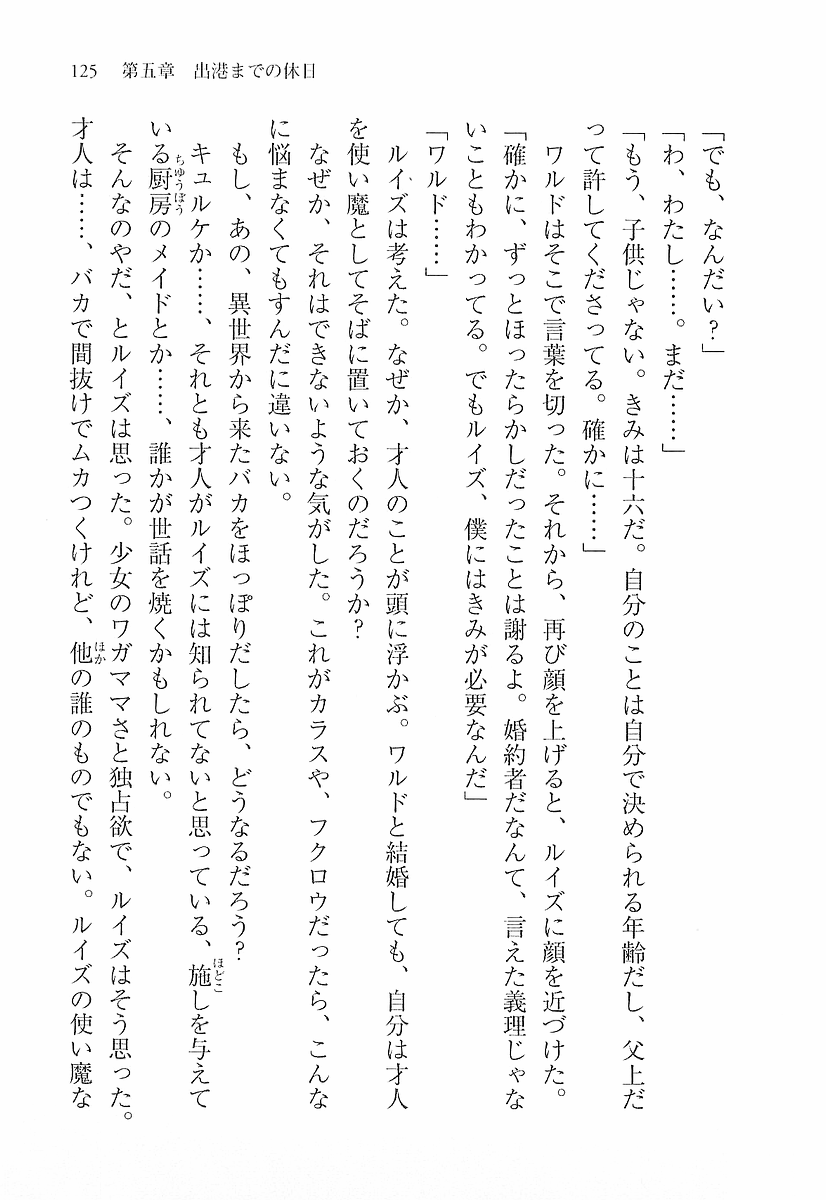 125　第五章　出港までの休日
「でも、なんだい？」
「わ、わたし……。まだ……」
「もう、子供じゃない。きみは十六だ。自分のことは自分で決められる年齢だし、父上だ
って許してくださってる。確かに……」
　ワルドはそこで言葉を切った。それから、再び顔を上げると、ルイズに顔を近づけた。
「確かに、ずっとほったらかしだったことは謝るよ。婚約者だなんて、言えた義理じゃな
いこともわかってる。でもルイズ、僕にはきみが必要なんだ」
「ワルド……」
　ルイズは考えた。なぜか、才人のことが頭に浮かぶ。ワルドと結婚しても、自分は才人
を使い魔としてそばに置いておくのだろうか？
　なぜか、それはできないような気がした。これがカラスや、フクロウだったら、こんな
に悩まなくてもすんだに違いない。
　もし、あの、異世界から来たバカをほっぽりだしたら、どうなるだろう？
　キュルケか……、それとも才人がルイズには知られてないと思っている、施しを与えて
いる厨房のメイドとか……、誰かが世話を焼くかもしれない。
　そんなのやだ、とルイズは思った。少女のワガママさと独占欲で、ルイズはそう思った。
才人は……、バカで間抜けでムカつくけれど、他の誰のものでもない。ルイズの使い魔な